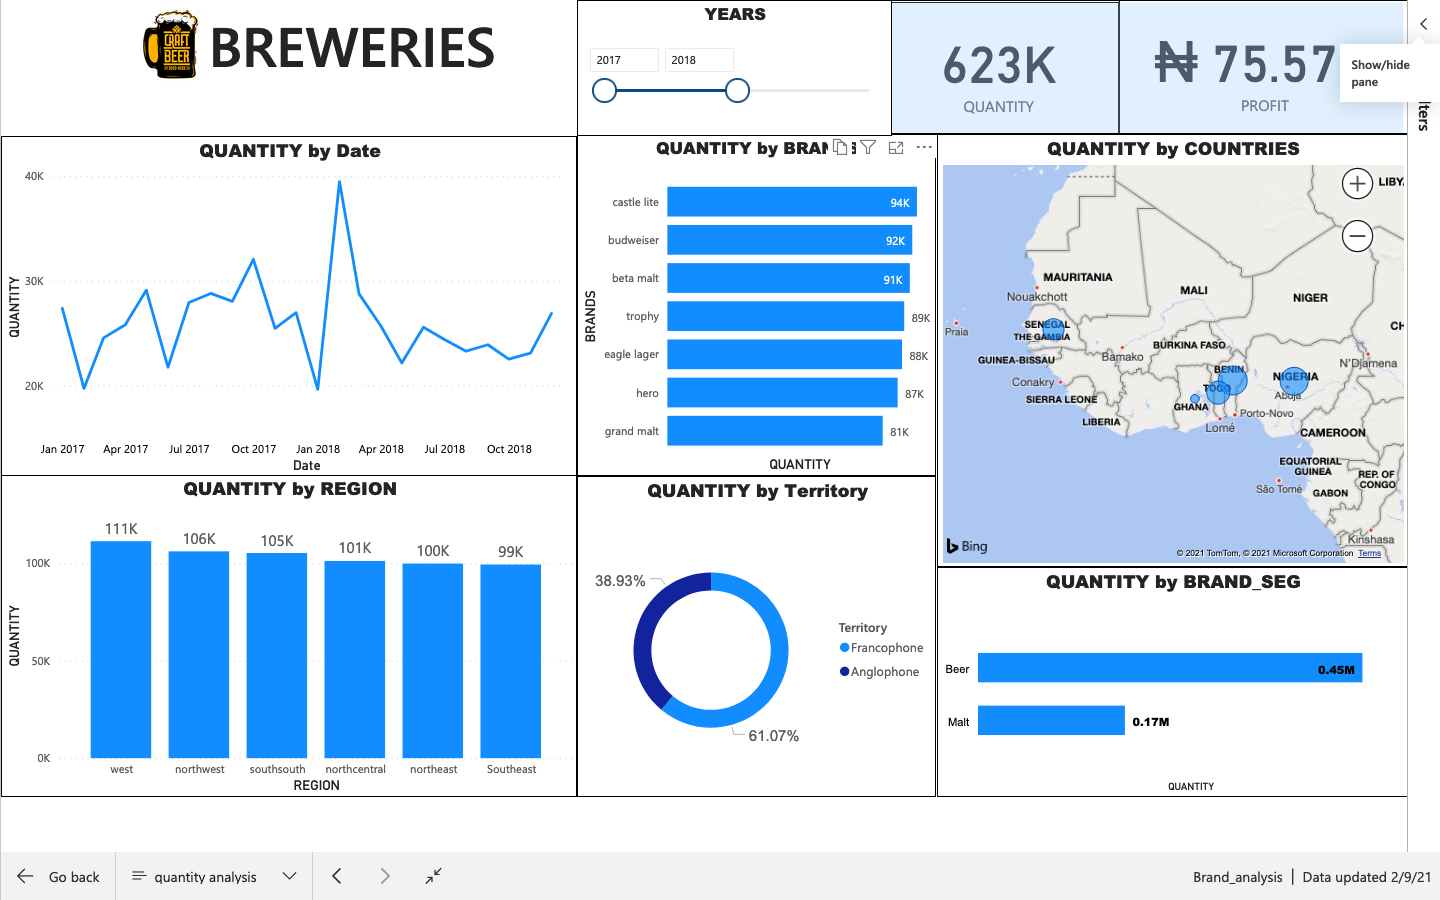 CRAFT
BEER
BREWERIES
YEARS
2017
2018
623K
QUANTITY
₦ 75.57
PROFIT
Show/hide
pane
QUANTITY by Date
QUANTITY
40K
30K
20K
Jan 2017
Apr 2017
Jul 2017
Oct 2017
Jan 2018
Apr 2018
Jul 2018
Oct 2018
Date
QUANTITY by
BRANDS
castle lite
94K
budweiser
92K
beta malt
91K
trophy
89K
eagle lager
88K
hero
87K
grand malt
81K
QUANTITY
QUANTITY by COUNTRIES
MAURITANIA
Nouakchott
MALI
NIGER
Praia
SENEGAL
THE GAMBIA
GUINEA-BISSAU
Bamako
BURKINA FASO
N'Djamena
Conakry
SIERRA LEONE
LIBERIA
BENIN
TOGO
GHANA
NIGERIA
Abuja
Porto-Novo
Lomé
CAMEROON
EQUATORIAL
GUINEA
São Tomé
GABON
REP. OF
CONGO
Kinshasa
Bing
© 2021 TomTom, © 2021 Microsoft Corporation Terms
QUANTITY by REGION
QUANTITY
100K
50K
0K
111K
106K
105K
101K
100K
99K
west
northwest
southsouth
northcentral
northeast
Southeast
REGION
QUANTITY by Territory
38.93%
61.07%
Territory
Francophone
Anglophone
QUANTITY by BRAND_SEG
Beer
0.45M
Malt
0.17M
QUANTITY
Go back
quantity analysis
Brand_analysis | Data updated 2/9/21